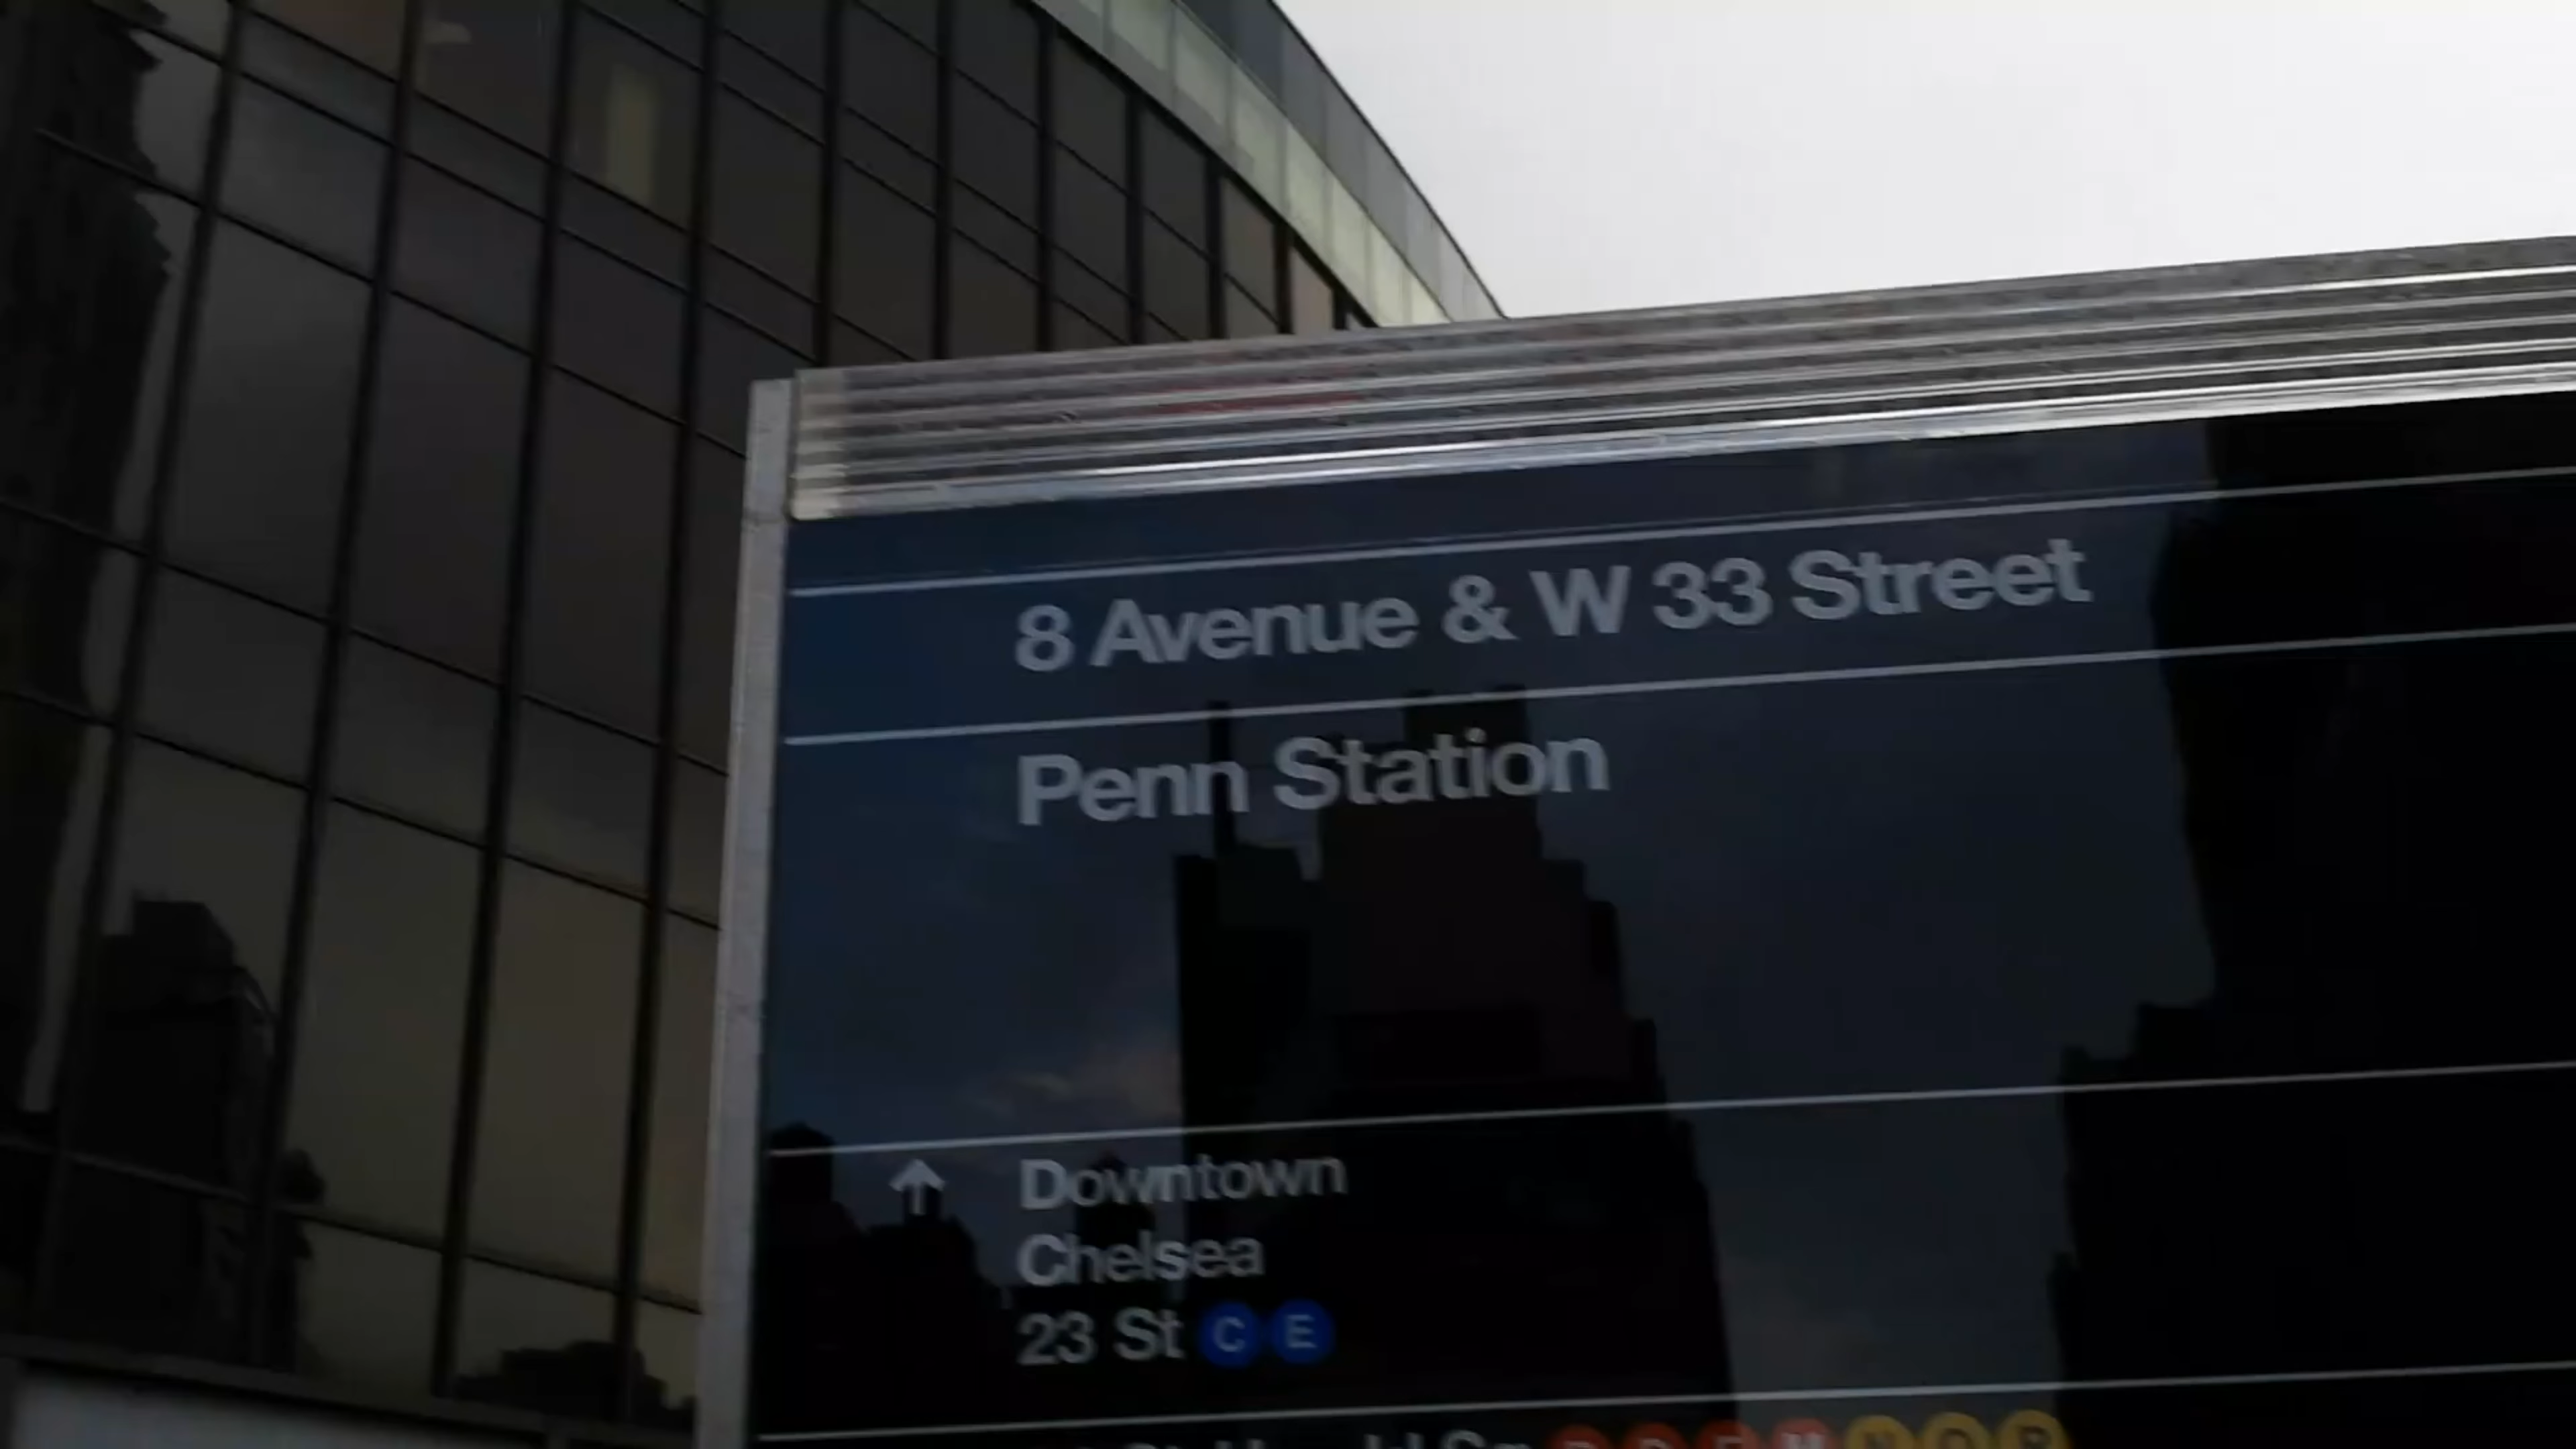 8 Avenue & W 33 Street
Penn Station
↑ Downtown
Chelsea
23 St C E